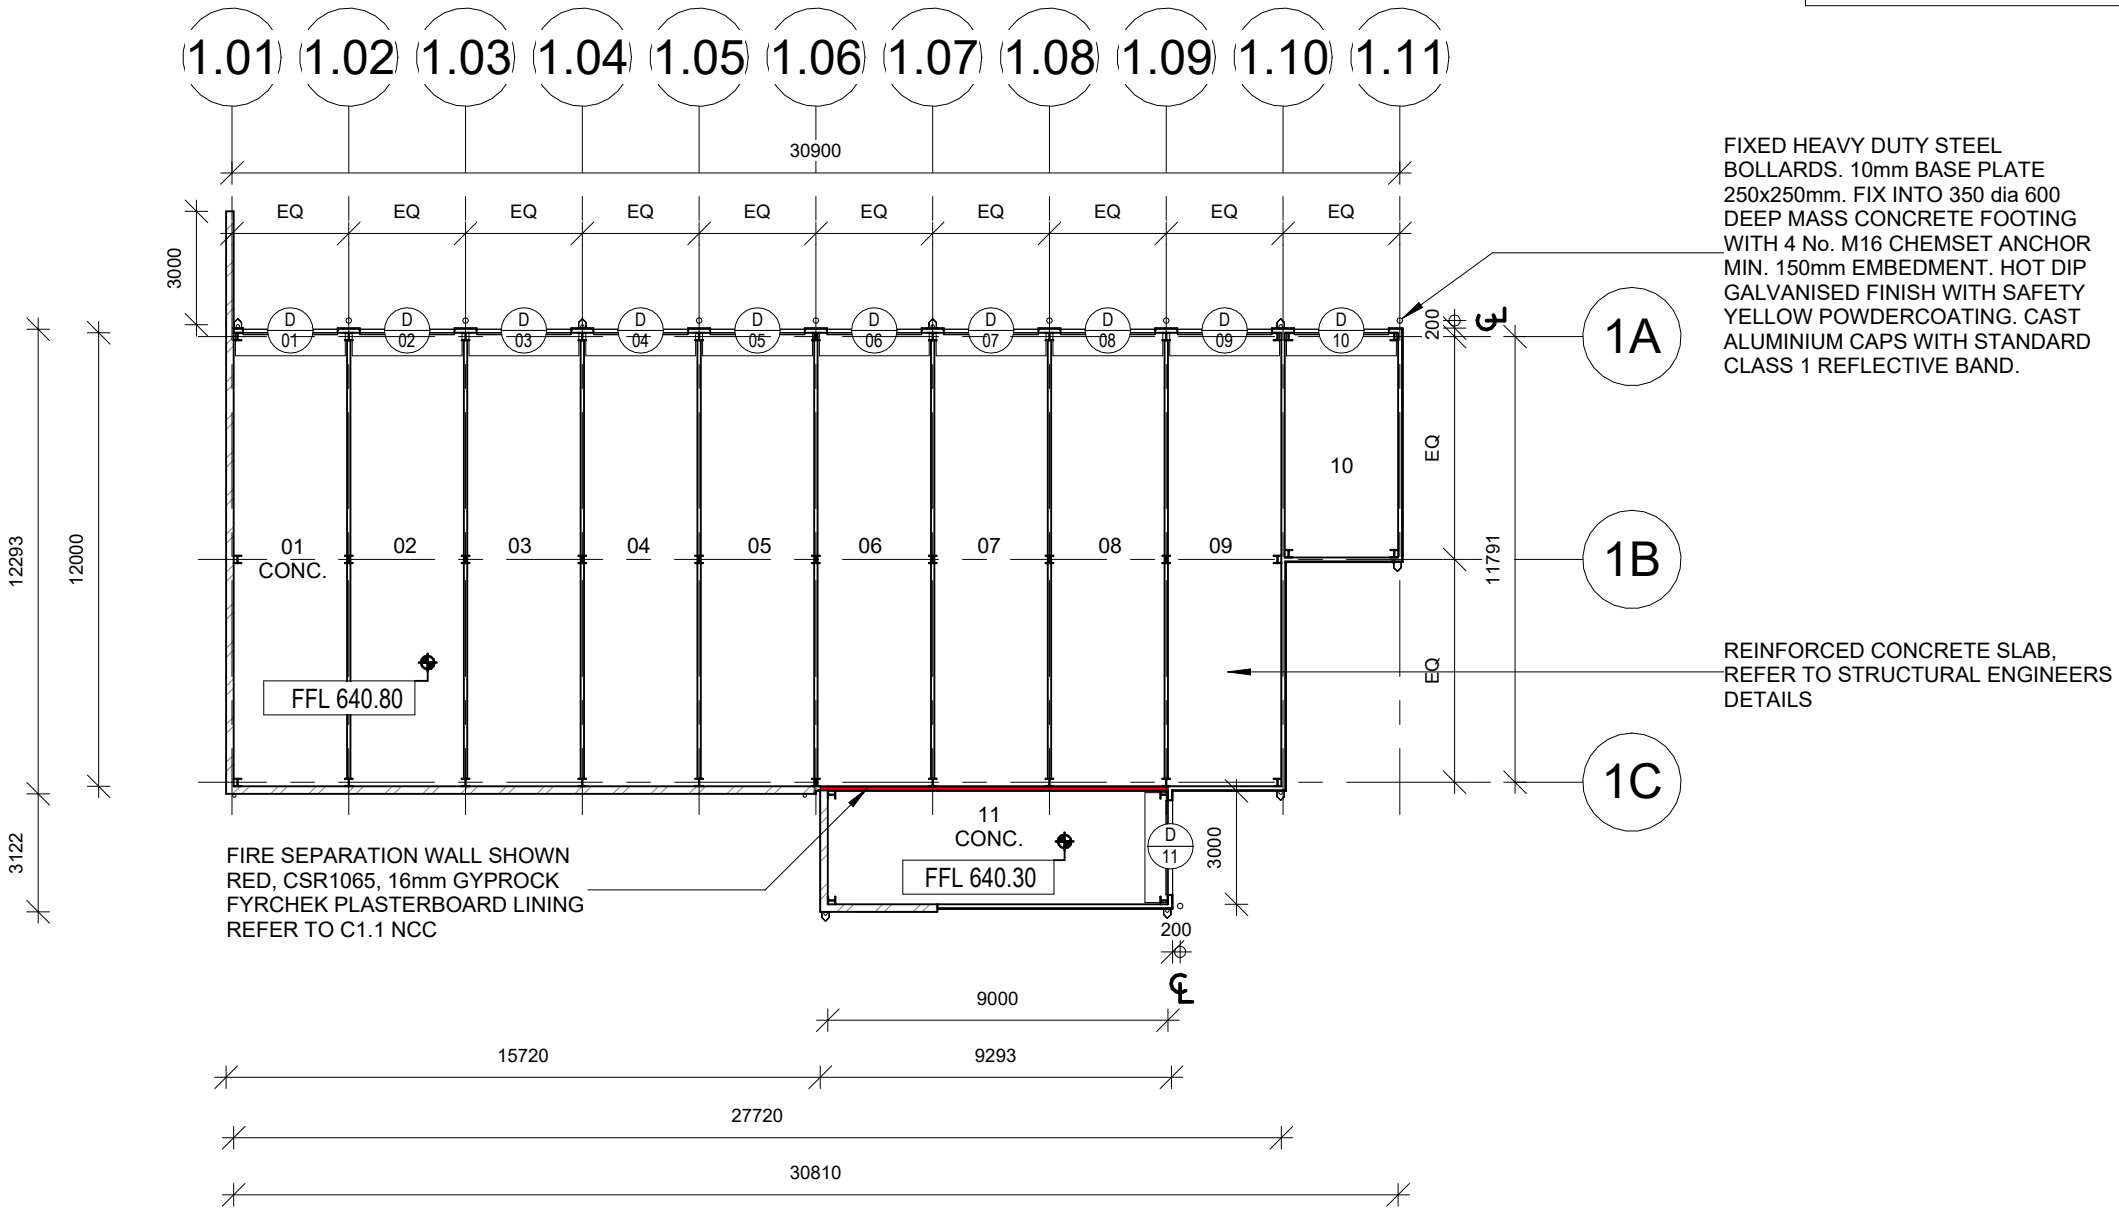 1.01 1.02 1.03 1.04 1.05 1.06 1.07 1.08 1.09 1.10 1.11
30900
EQ EQ EQ EQ EQ EQ EQ EQ EQ EQ
3000
FIXED HEAVY DUTY STEEL
BOLLARDS. 10mm BASE PLATE
250x250mm. FIX INTO 350 dia 600
DEEP MASS CONCRETE FOOTING
WITH 4 No. M16 CHEMSET ANCHOR
MIN. 150mm EMBEDMENT. HOT DIP
GALVANISED FINISH WITH SAFETY
YELLOW POWDERCOATING. CAST
ALUMINIUM CAPS WITH STANDARD
CLASS 1 REFLECTIVE BAND.
D D D D D D D D D D
01 02 03 04 05 06 07 08 09 10
200
1A
EQ
10
12293
12000
01
CONC.
02 03 04 05 06 07 08 09
11791
1B
FFL 640.80
EQ
REINFORCED CONCRETE SLAB,
REFER TO STRUCTURAL ENGINEERS
DETAILS
1C
3122
FIRE SEPARATION WALL SHOWN
RED, CSR1065, 16mm GYPROCK
FYRCHEK PLASTERBOARD LINING
REFER TO C1.1 NCC
11
CONC.
FFL 640.30
D
11
3000
200
9000
15720
9293
27720
30810